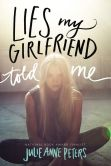 LIES my
GIRLFRIEND
told me
NATIONAL BOOK AWARD FINALIST
JULIE ANNE PETERS